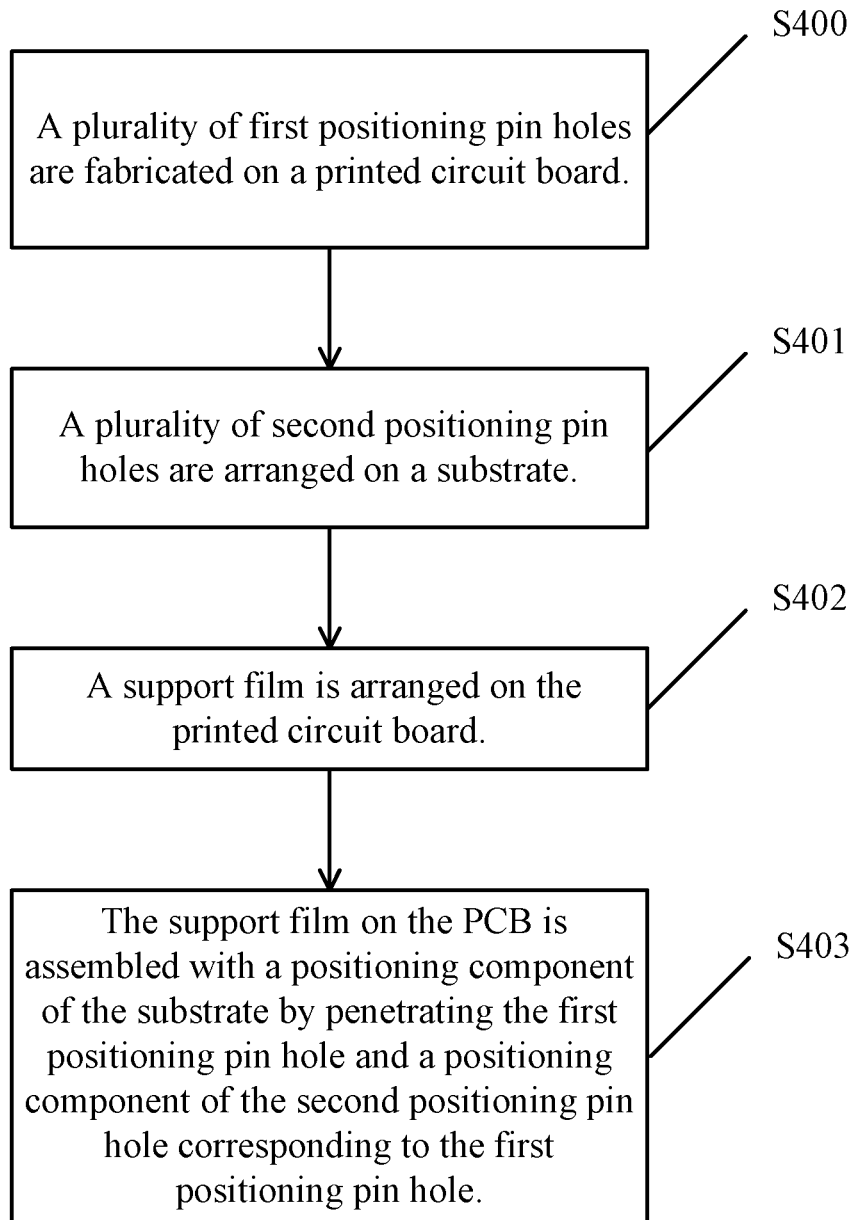 S400
A plurality of first positioning pin holes
are fabricated on a printed circuit board.
S401
A plurality of second positioning pin
holes are arranged on a substrate.
S402
A support film is arranged on the
printed circuit board.
S403
The support film on the PCB is
assembled with a positioning component
of the substrate by penetrating the first
positioning pin hole and a positioning
component of the second positioning pin
hole corresponding to the first
positioning pin hole.